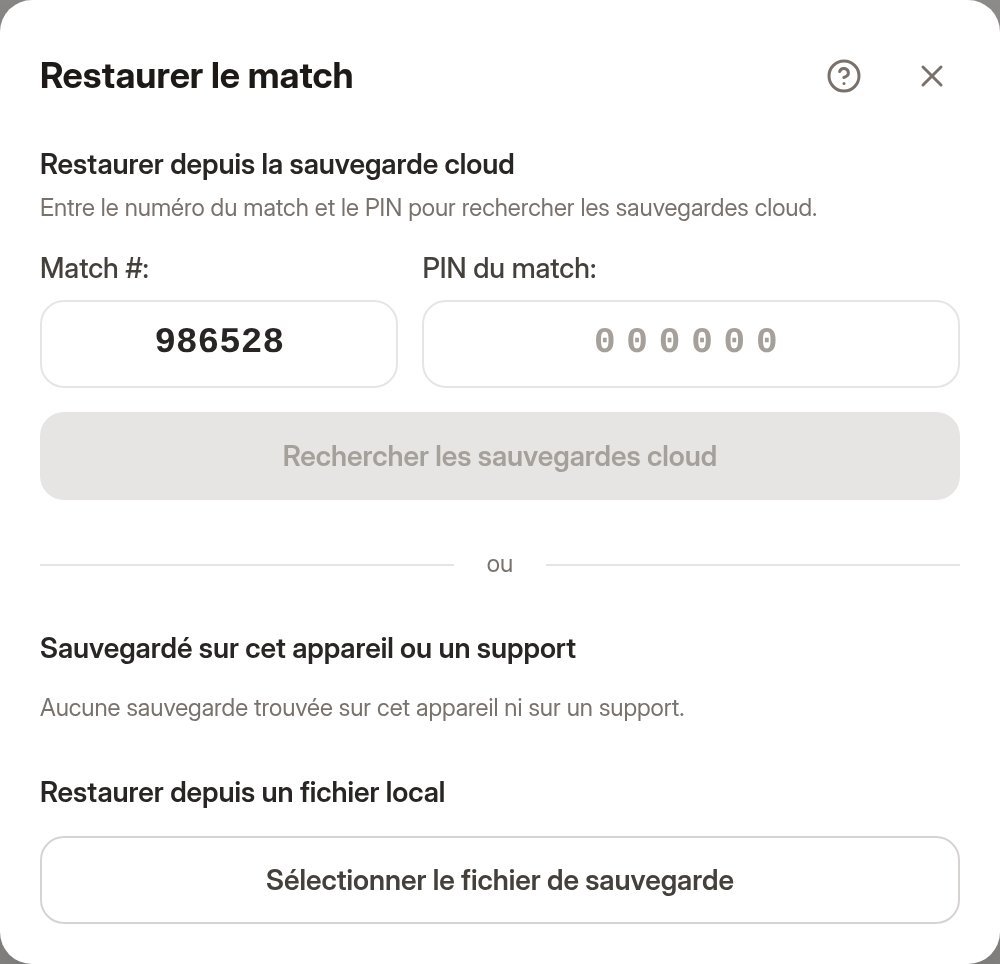 Restaurer le match
?
Restaurer depuis la sauvegarde cloud
Entre le numéro du match et le PIN pour rechercher les sauvegardes cloud.
Match #:
PIN du match:
986528
000000
Rechercher les sauvegardes cloud
ou
Sauvegardé sur cet appareil ou un support
Aucune sauvegarde trouvée sur cet appareil ni sur un support.
Restaurer depuis un fichier local
Sélectionner le fichier de sauvegarde